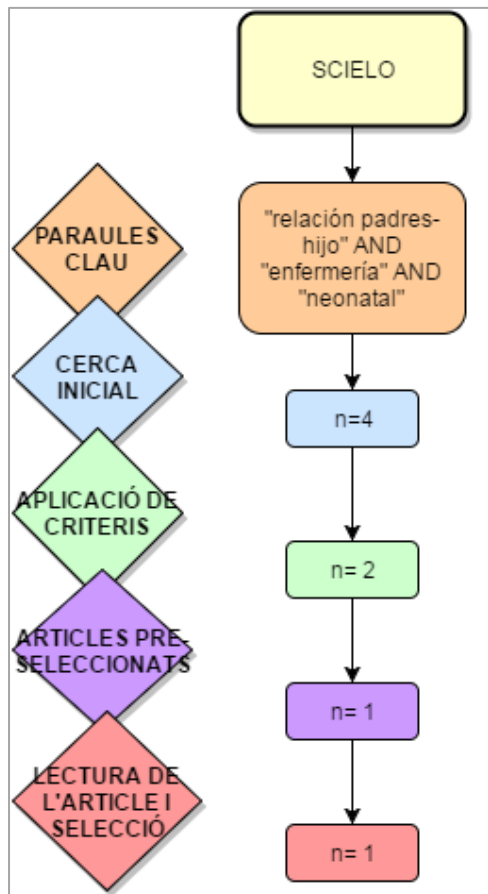 SCIELO
PARAULES
CLAU
"relación padres-
hijo" AND
"enfermería" AND
"neonatal"
CERCA
INICIAL
n=4
APLICACIÓ DE
CRITERIS
n= 2
ARTICLES PRE-
SELECCIONATS
n= 1
LECTURA DE
L'ARTICLE I
SELECCIÓ
n= 1